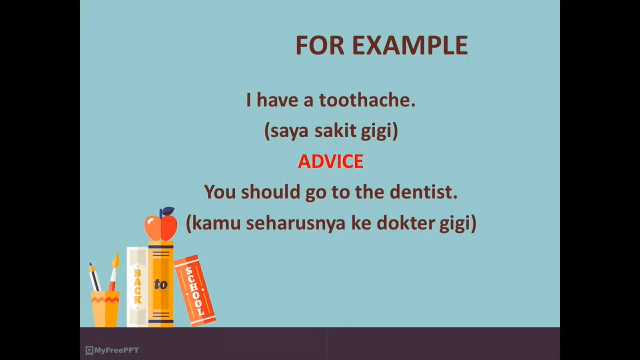 FOR EXAMPLE
I have a toothache.
(saya sakit gigi)
ADVICE
You should go to the dentist.
(kamu seharusnya ke dokter gigi)
BACK
to
SCHOOL
MyFreePPT